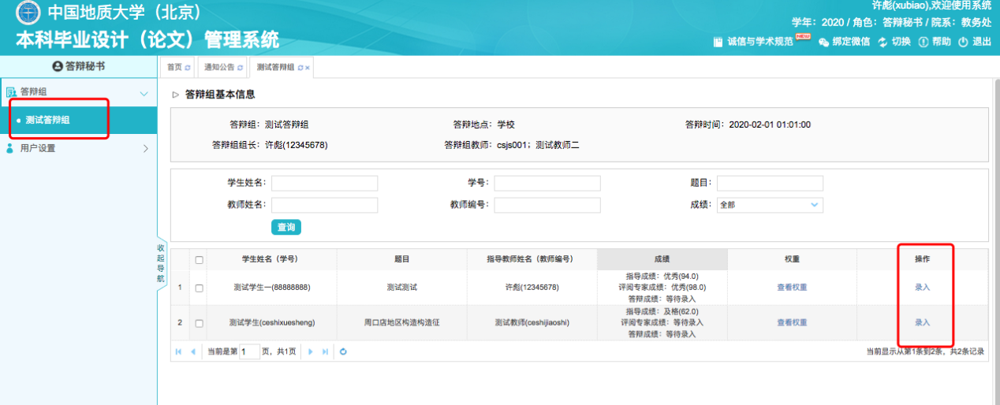 许彪(xubiao),欢迎使用系统
中国地质大学（北京）
学年：2020 / 角色：答辩秘书 / 院系：教务处
本科毕业设计（论文）管理系统
诚信与学术规范 NEW 绑定微信 切换 帮助 退出
答辩秘书
首页 通知公告 测试答辩组
答辩组
测试答辩组
用户设置
收起导航
答辩组基本信息
答辩组：测试答辩组 答辩地点：学校 答辩时间：2020-02-01 01:01:00
答辩组组长：许彪(12345678) 答辩组教师：csjs001；测试教师二
学生姓名： 学号： 题目：
教师姓名： 教师编号： 成绩：全部
查询
学生姓名（学号） 题目 指导教师姓名（教师编号） 成绩 权重 操作
1 测试学生一(88888888) 测试测试 许彪(12345678) 指导成绩：优秀(94.0) 查看权重 录入
评阅专家成绩：优秀(98.0)
答辩成绩：等待录入
2 测试学生(ceshixuesheng) 周口店地区构造构造征 测试教师(ceshijiaoshi) 指导成绩：及格(62.0) 查看权重 录入
评阅专家成绩：等待录入
答辩成绩：等待录入
当前是第 1 页，共1页 当前显示从第1条到2条，共2条记录